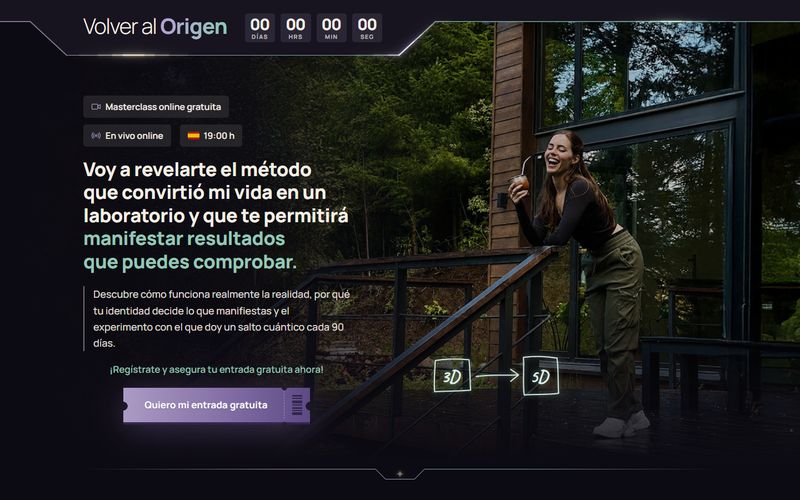 Volver al Origen
00 00 00 00
DÍAS HRS MIN SEG
Masterclass online gratuita
En vivo online
19:00 h
Voy a revelarte el método
que convirtió mi vida en un
laboratorio y que te permitirá
manifestar resultados
que puedes comprobar.
Descubre cómo funciona realmente la realidad, por qué
tu identidad decide lo que manifiestas y el
experimento con el que doy un salto cuántico cada 90
días.
¡Regístrate y asegura tu entrada gratuita ahora!
Quiero mi entrada gratuita
3D 5D